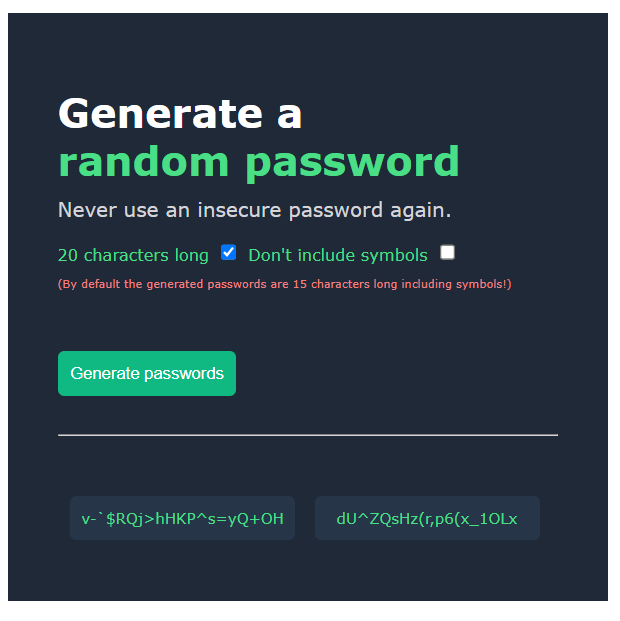 Generate a
random password
Never use an insecure password again.
20 characters long Don't include symbols
(By default the generated passwords are 15 characters long including symbols!)
Generate passwords
v-`$RQj>hHKP^s=yQ+OH dU^ZQsHz(r,p6(x_1OLx